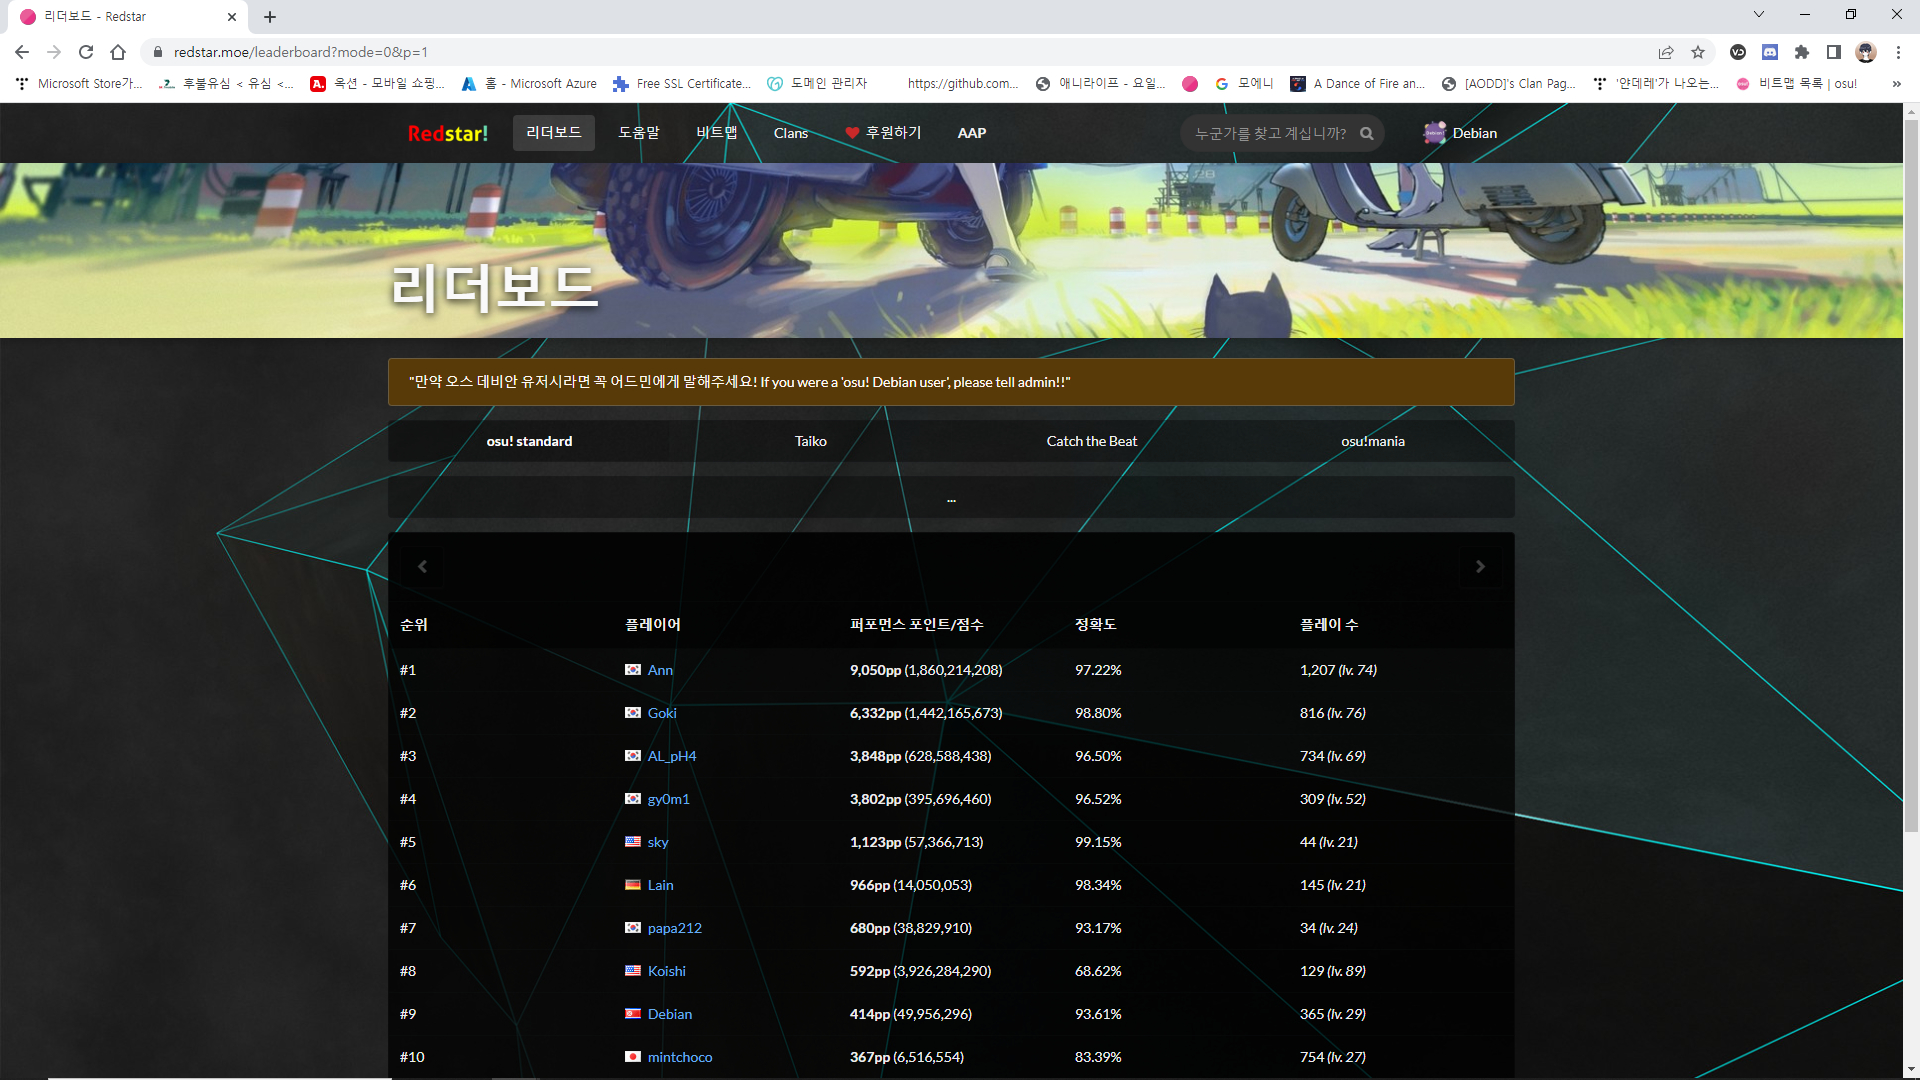 리더보드 - Redstar
redstar.moe/leaderboard?mode=0&p=1
Microsoft Store가... 후불유심 < 유심 <... 옥션 - 모바일 쇼핑... 홈 - Microsoft Azure Free SSL Certificate... 도메인 관리자 https://github.com... 애니라이프 - 요일... 모에니 A Dance of Fire an... [AODD]'s Clan Pag... '얀데레'가 나오는... 비트맵 목록 | osu! »
Redstar! 리더보드 도움말 비트맵 Clans 후원하기 AAP 누군가를 찾고 계십니까? Debian
리더보드
"만약 오스 데비안 유저시라면 꼭 어드민에게 말해주세요! If you were a 'osu! Debian user', please tell admin!!"
osu! standard Taiko Catch the Beat osu!mania
...
순위 플레이어 퍼포먼스 포인트/점수 정확도 플레이 수
#1 Ann 9,050pp (1,860,214,208) 97.22% 1,207 (lv. 74)
#2 Goki 6,332pp (1,442,165,673) 98.80% 816 (lv. 76)
#3 AL_pH4 3,848pp (628,588,438) 96.50% 734 (lv. 69)
#4 gy0m1 3,802pp (395,696,460) 96.52% 309 (lv. 52)
#5 sky 1,123pp (57,366,713) 99.15% 44 (lv. 21)
#6 Lain 966pp (14,050,053) 98.34% 145 (lv. 21)
#7 papa212 680pp (38,829,910) 93.17% 34 (lv. 24)
#8 Koishi 592pp (3,926,284,290) 68.62% 129 (lv. 89)
#9 Debian 414pp (49,956,296) 93.61% 365 (lv. 29)
#10 mintchoco 367pp (6,516,554) 83.39% 754 (lv. 27)